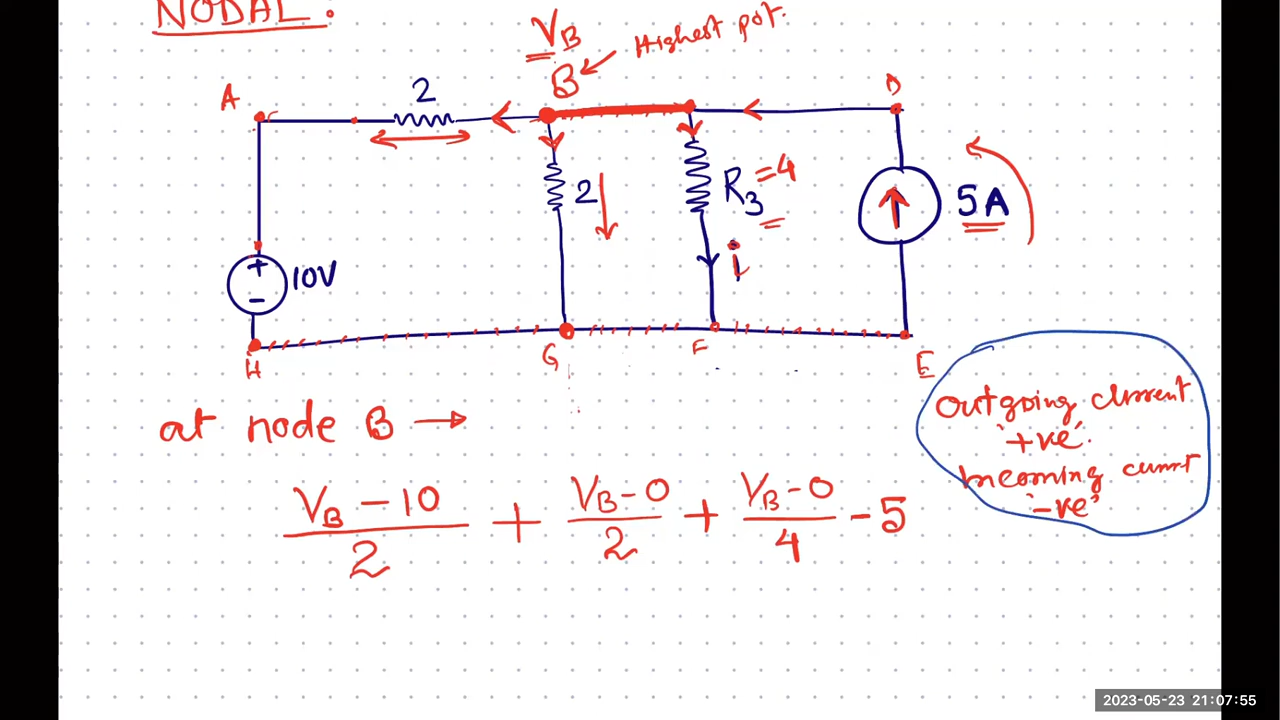 NODAL:
VB
B
Highest pot.
A
2
D
2
R3 = 4
5A
i
+
-
10V
H
G
F
E
at node B →
Outgoing current
'+ve'.
Incoming currnt
'-ve'
VB - 10 / 2 + VB - 0 / 2 + VB - 0 / 4 - 5
2023-05-23 21:07:55